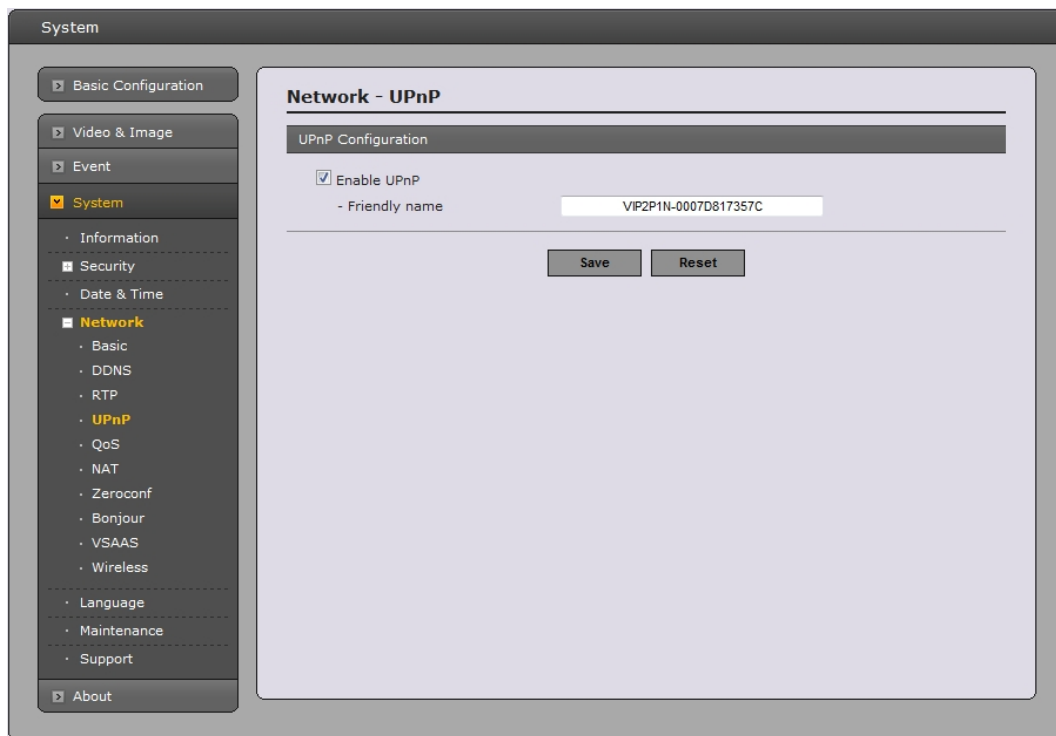 System
Basic Configuration
Video & Image
Event
System
· Information
Security
· Date & Time
Network
· Basic
· DDNS
· RTP
· UPnP
· QoS
· NAT
· Zeroconf
· Bonjour
· VSAAS
· Wireless
· Language
· Maintenance
· Support
About
Network - UPnP
UPnP Configuration
Enable UPnP
- Friendly name VIP2P1N-0007D817357C
Save Reset